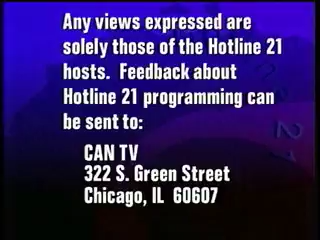 Any views expressed are
solely those of the Hotline 21
hosts.  Feedback about
Hotline 21 programming can
be sent to:
CAN TV
322 S. Green Street
Chicago, IL  60607
21